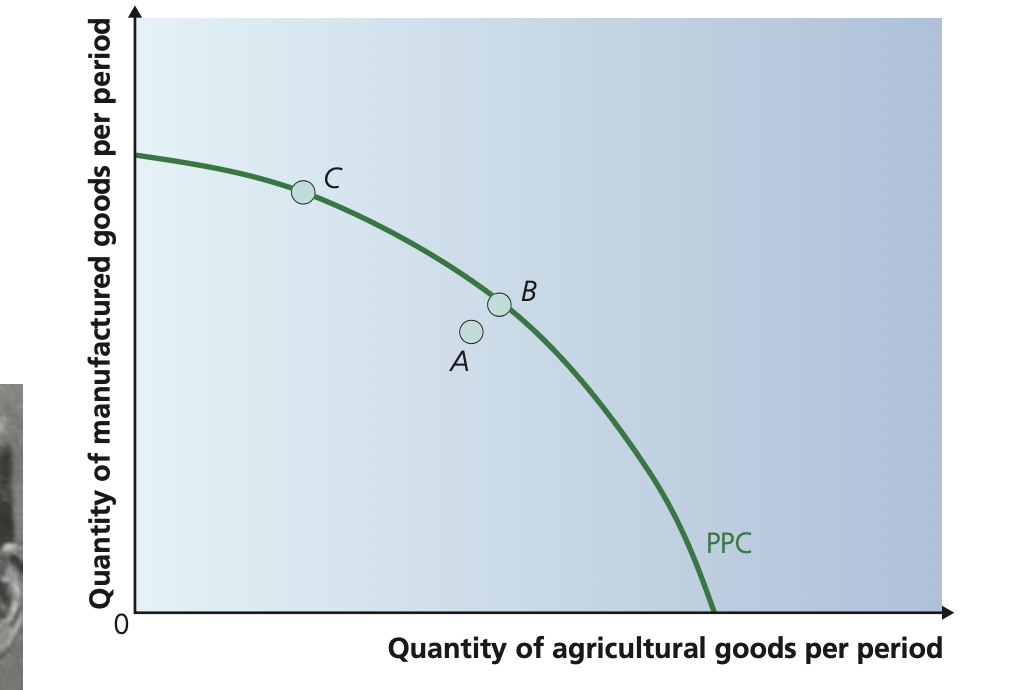 Quantity of manufactured goods per period
C
B
A
PPC
0
Quantity of agricultural goods per period